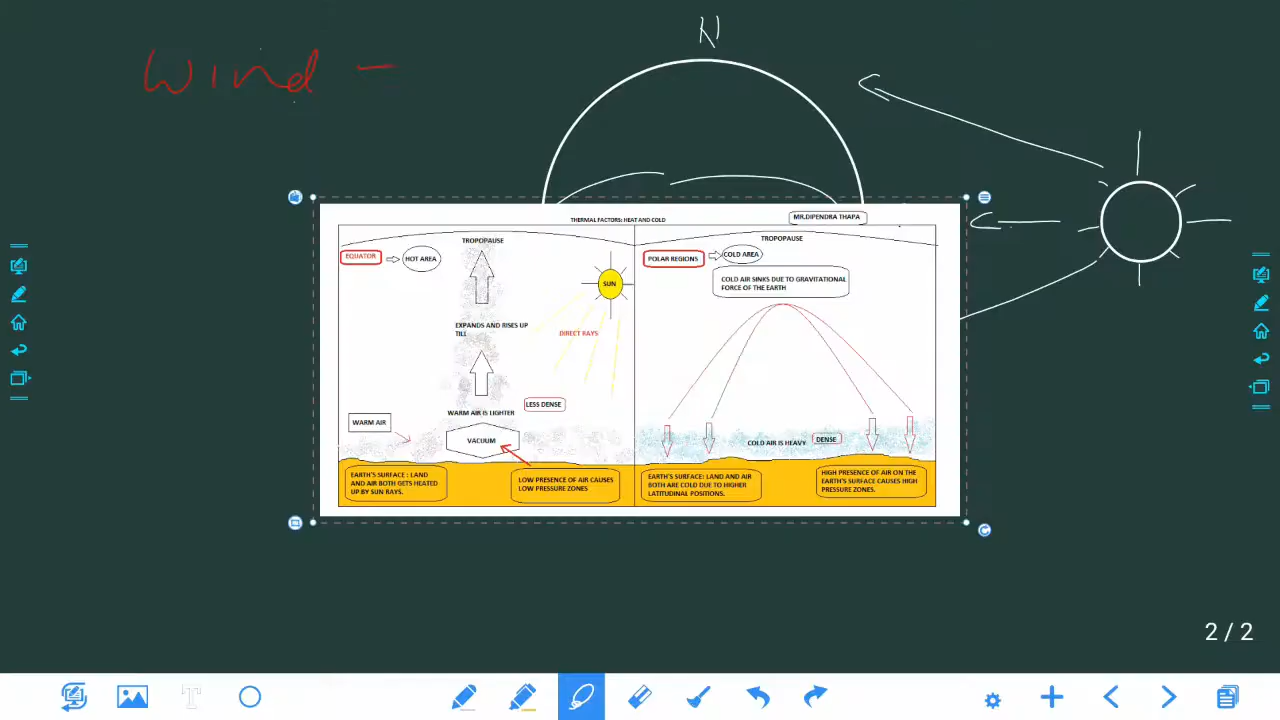 N
Wind -
THERMAL FACTORS: HEAT AND COLD
MR.DIPENDRA THAPA
TROPOPAUSE
EQUATOR
HOT AREA
SUN
EXPANDS AND RISES UP
TILL
DIRECT RAYS
LESS DENSE
WARM AIR IS LIGHTER
WARM AIR
VACUUM
EARTH'S SURFACE : LAND
AND AIR BOTH GETS HEATED
UP BY SUN RAYS.
LOW PRESENCE OF AIR CAUSES
LOW PRESSURE ZONES
TROPOPAUSE
POLAR REGIONS
COLD AREA
COLD AIR SINKS DUE TO GRAVITATIONAL
FORCE OF THE EARTH
COLD AIR IS HEAVY
DENSE
EARTH'S SURFACE: LAND AND AIR
BOTH ARE COLD DUE TO HIGHER
LATITUDINAL POSITIONS.
HIGH PRESENCE OF AIR ON THE
EARTH'S SURFACE CAUSES HIGH
PRESSURE ZONES.
2 / 2
T